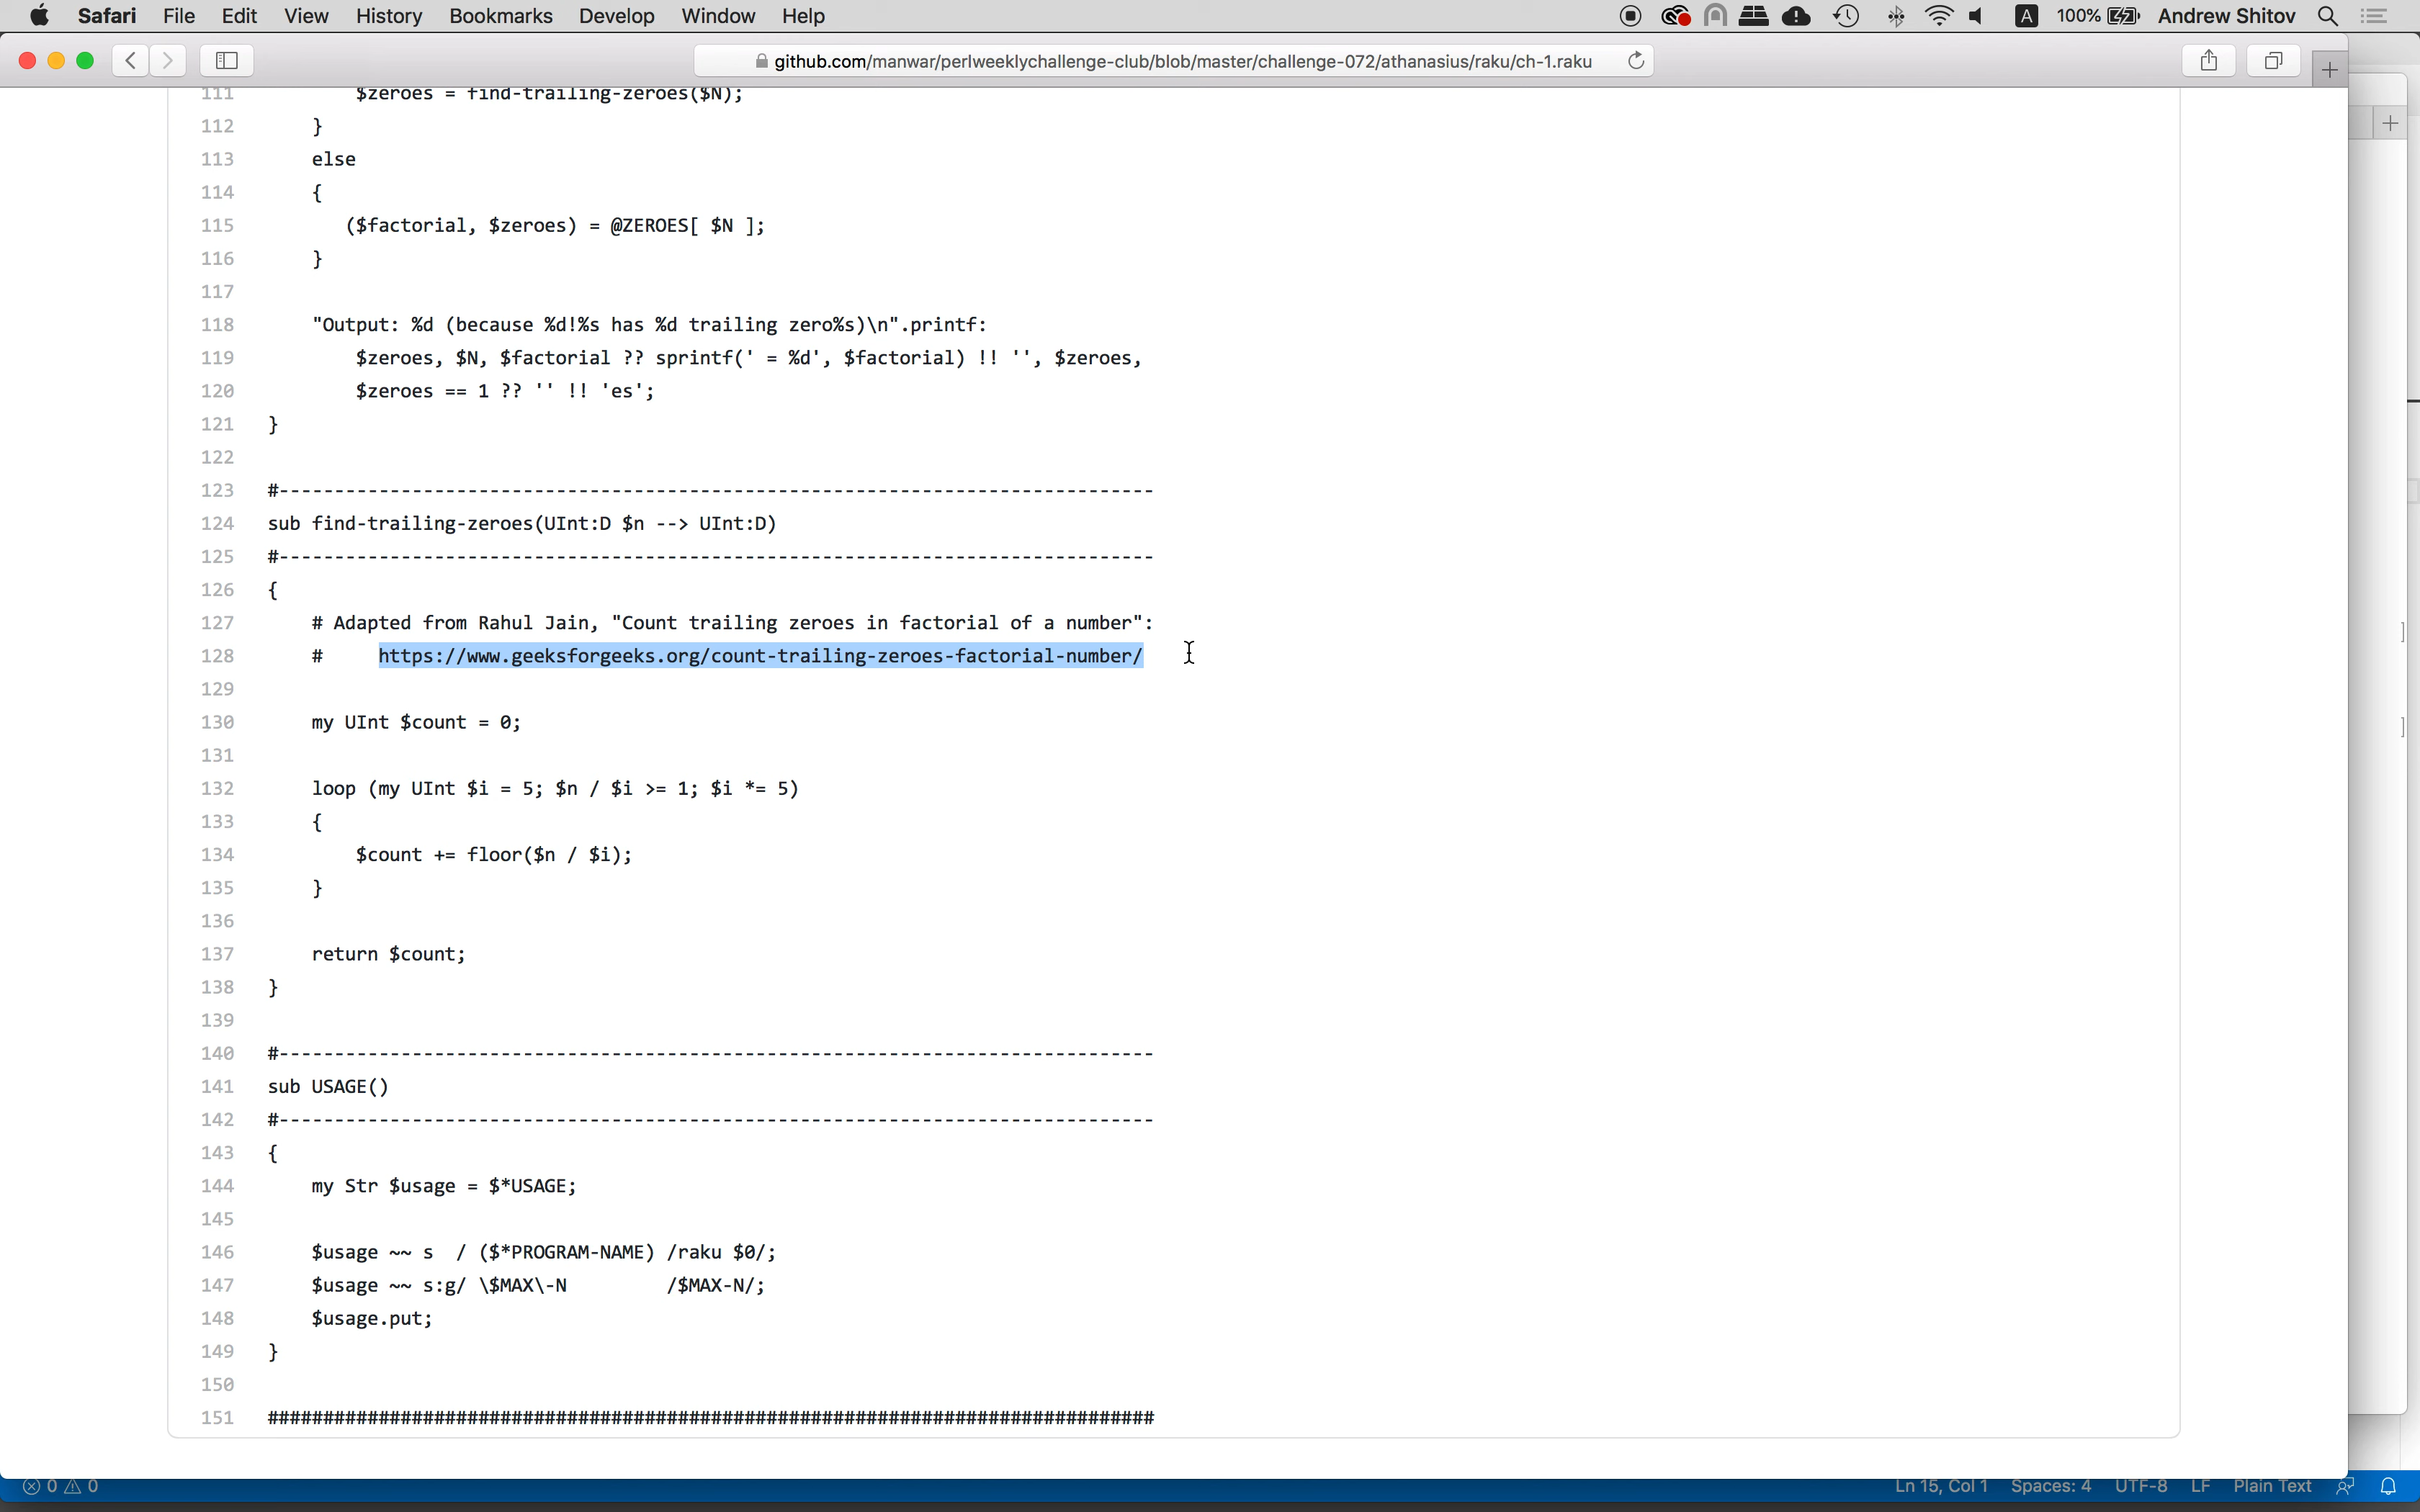 Safari File Edit View History Bookmarks Develop Window Help A 100% Andrew Shitov
github.com/manwar/perlweeklychallenge-club/blob/master/challenge-072/athanasius/raku/ch-1.raku
111 $zeroes = find-trailing-zeroes($N);
112 }
113 else
114 {
115 ($factorial, $zeroes) = @ZEROES[ $N ];
116 }
117
118 "Output: %d (because %d!%s has %d trailing zero%s)\n".printf:
119 $zeroes, $N, $factorial ?? sprintf(' = %d', $factorial) !! '', $zeroes,
120 $zeroes == 1 ?? '' !! 'es';
121 }
122
123 #-------------------------------------------------------------------------------
124 sub find-trailing-zeroes(UInt:D $n --> UInt:D)
125 #-------------------------------------------------------------------------------
126 {
127 # Adapted from Rahul Jain, "Count trailing zeroes in factorial of a number":
128 # https://www.geeksforgeeks.org/count-trailing-zeroes-factorial-number/
129
130 my UInt $count = 0;
131
132 loop (my UInt $i = 5; $n / $i >= 1; $i *= 5)
133 {
134 $count += floor($n / $i);
135 }
136
137 return $count;
138 }
139
140 #-------------------------------------------------------------------------------
141 sub USAGE()
142 #-------------------------------------------------------------------------------
143 {
144 my Str $usage = $*USAGE;
145
146 $usage ~~ s / ($*PROGRAM-NAME) /raku $0/;
147 $usage ~~ s:g/ \$MAX\-N /$MAX-N/;
148 $usage.put;
149 }
150
151 ################################################################################
0 0 Ln 15, Col 1 Spaces: 4 UTF-8 LF Plain Text